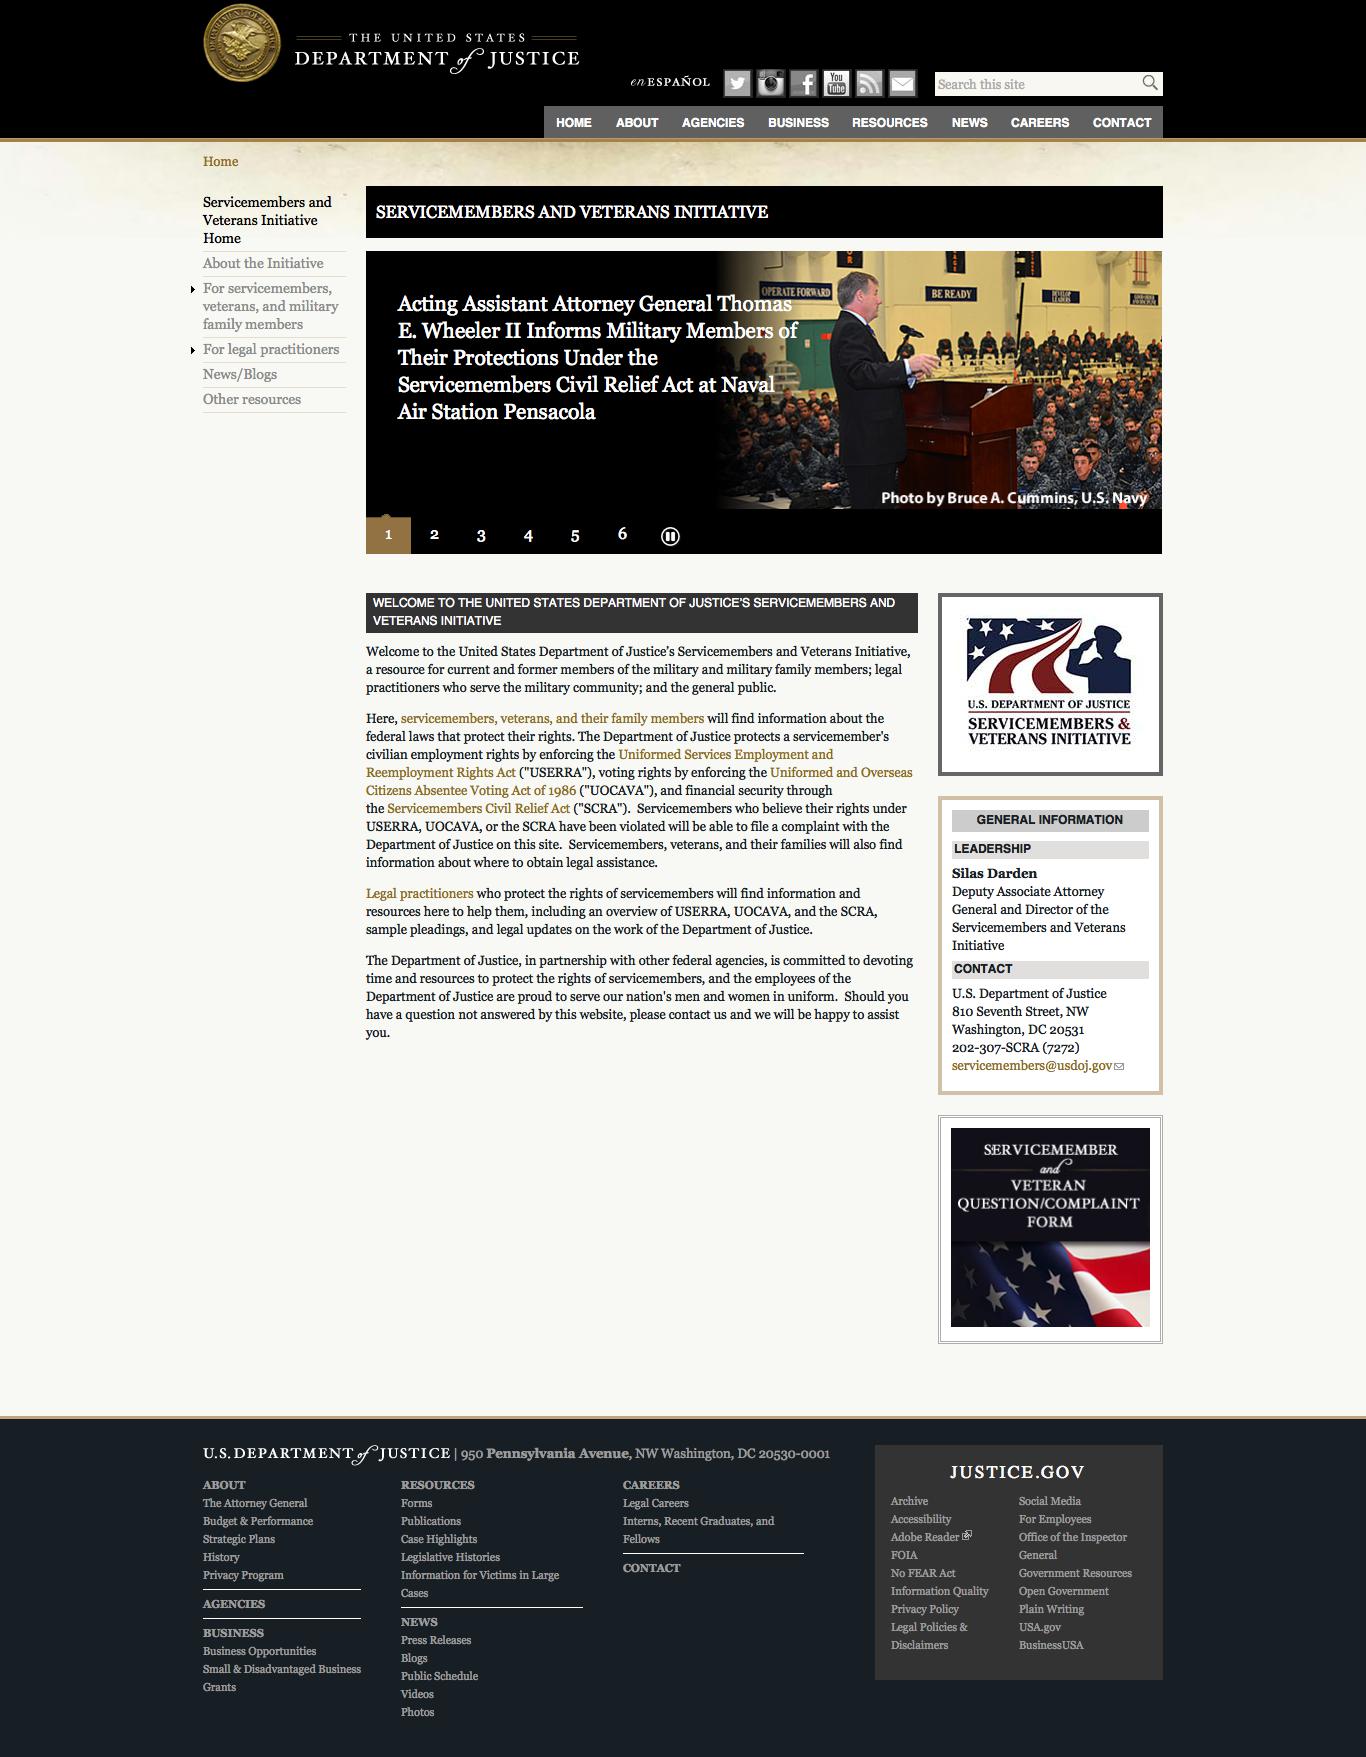 THE UNITED STATES
DEPARTMENT of JUSTICE
en ESPAÑOL
You
Tube
Search this site
HOME ABOUT AGENCIES BUSINESS RESOURCES NEWS CAREERS CONTACT
Home
Servicemembers and
Veterans Initiative
Home
About the Initiative
For servicemembers,
veterans, and military
family members
For legal practitioners
News/Blogs
Other resources
SERVICEMEMBERS AND VETERANS INITIATIVE
OPERATE FORWARD
BE READY
Acting Assistant Attorney General Thomas
E. Wheeler II Informs Military Members of
Their Protections Under the
Servicemembers Civil Relief Act at Naval
Air Station Pensacola
Photo by Bruce A. Cummins, U.S. Navy
1 2 3 4 5 6
WELCOME TO THE UNITED STATES DEPARTMENT OF JUSTICE'S SERVICEMEMBERS AND
VETERANS INITIATIVE
Welcome to the United States Department of Justice's Servicemembers and Veterans Initiative,
a resource for current and former members of the military and military family members; legal
practitioners who serve the military community; and the general public.
Here, servicemembers, veterans, and their family members will find information about the
federal laws that protect their rights. The Department of Justice protects a servicemember's
civilian employment rights by enforcing the Uniformed Services Employment and
Reemployment Rights Act ("USERRA"), voting rights by enforcing the Uniformed and Overseas
Citizens Absentee Voting Act of 1986 ("UOCAVA"), and financial security through
the Servicemembers Civil Relief Act ("SCRA").  Servicemembers who believe their rights under
USERRA, UOCAVA, or the SCRA have been violated will be able to file a complaint with the
Department of Justice on this site.  Servicemembers, veterans, and their families will also find
information about where to obtain legal assistance.
Legal practitioners who protect the rights of servicemembers will find information and
resources here to help them, including an overview of USERRA, UOCAVA, and the SCRA,
sample pleadings, and legal updates on the work of the Department of Justice.
The Department of Justice, in partnership with other federal agencies, is committed to devoting
time and resources to protect the rights of servicemembers, and the employees of the
Department of Justice are proud to serve our nation's men and women in uniform.  Should you
have a question not answered by this website, please contact us and we will be happy to assist
you.
U.S. DEPARTMENT OF JUSTICE
SERVICEMEMBERS &
VETERANS INITIATIVE
GENERAL INFORMATION
LEADERSHIP
Silas Darden
Deputy Associate Attorney
General and Director of the
Servicemembers and Veterans
Initiative
CONTACT
U.S. Department of Justice
810 Seventh Street, NW
Washington, DC 20531
202-307-SCRA (7272)
servicemembers@usdoj.gov
SERVICEMEMBER
and
VETERAN
QUESTION/COMPLAINT
FORM
U.S. DEPARTMENT of JUSTICE | 950 Pennsylvania Avenue, NW Washington, DC 20530-0001
ABOUT
The Attorney General
Budget & Performance
Strategic Plans
History
Privacy Program
AGENCIES
BUSINESS
Business Opportunities
Small & Disadvantaged Business
Grants
RESOURCES
Forms
Publications
Case Highlights
Legislative Histories
Information for Victims in Large
Cases
NEWS
Press Releases
Blogs
Public Schedule
Videos
Photos
CAREERS
Legal Careers
Interns, Recent Graduates, and
Fellows
CONTACT
JUSTICE.GOV
Archive
Accessibility
Adobe Reader
FOIA
No FEAR Act
Information Quality
Privacy Policy
Legal Policies &
Disclaimers
Social Media
For Employees
Office of the Inspector
General
Government Resources
Open Government
Plain Writing
USA.gov
BusinessUSA